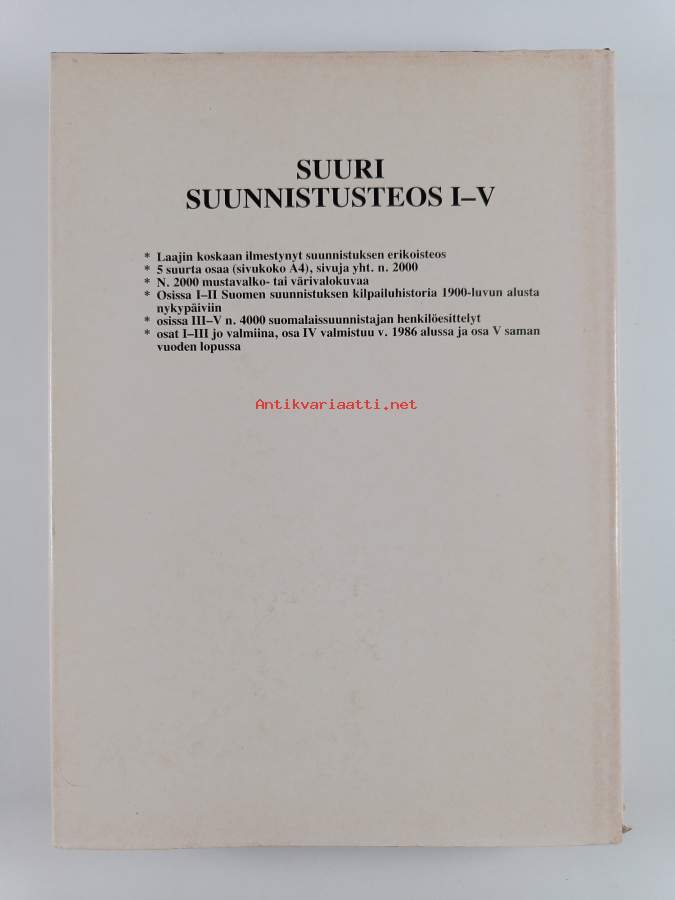 SUURI
SUUNNISTUSTEOS I–V
* Laajin koskaan ilmestynyt suunnistuksen erikoisteos
* 5 suurta osaa (sivukoko A4), sivuja yht. n. 2000
* N. 2000 mustavalko- tai värivalokuvaa
* Osissa I–II Suomen suunnistuksen kilpailuhistoria 1900-luvun alusta
nykypäiviin
* osissa III–V n. 4000 suomalaissuunnistajan henkilöesittelyt
* osat I–III jo valmiina, osa IV valmistuu v. 1986 alussa ja osa V saman
vuoden lopussa
Antikvariaatti.net